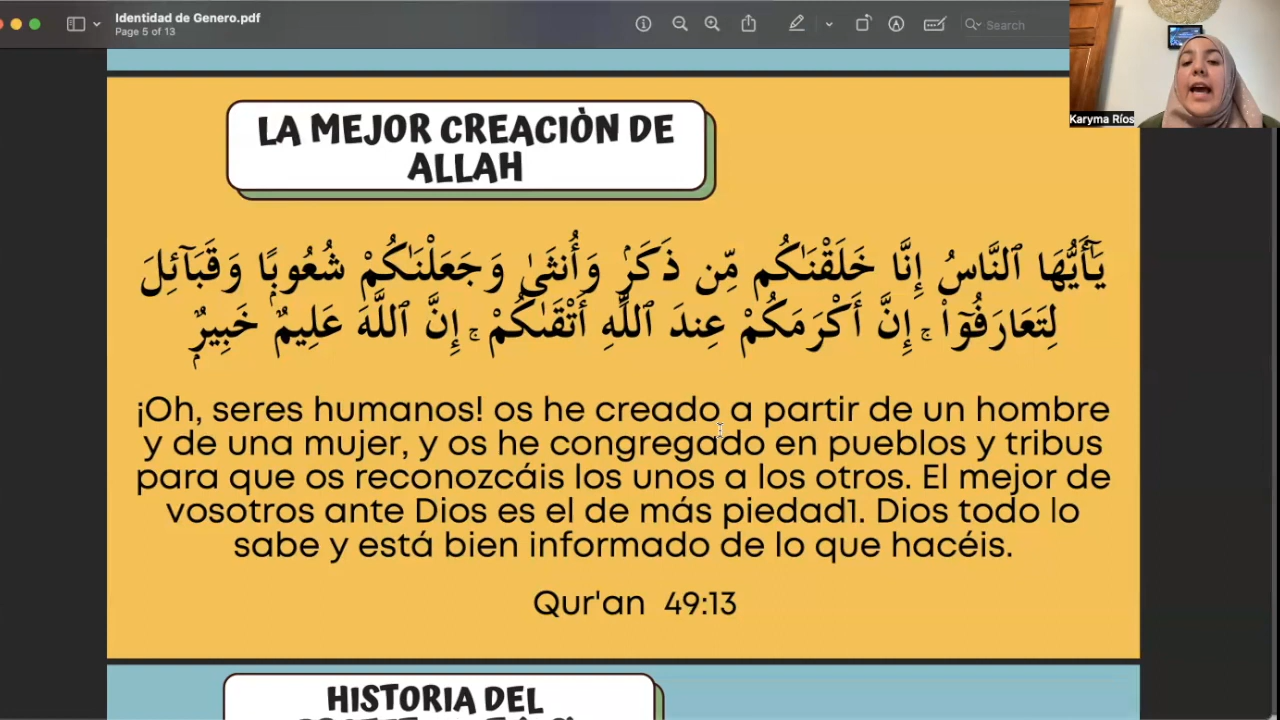 Identidad de Genero.pdf
Page 5 of 13
Search
Karyma Ríos
LA MEJOR CREACIÒN DE
ALLAH
يَـٰٓأَيُّهَا ٱلنَّاسُ إِنَّا خَلَقْنَـٰكُم مِّن ذَكَرٍۢ وَأُنثَىٰ وَجَعَلْنَـٰكُمْ شُعُوبًۭا وَقَبَآئِلَ
لِتَعَارَفُوٓا۟ ۚ إِنَّ أَكْرَمَكُمْ عِندَ ٱللَّهِ أَتْقَىٰكُمْ ۚ إِنَّ ٱللَّهَ عَلِيمٌ خَبِيرٌۭ
¡Oh, seres humanos! os he creado a partir de un hombre
y de una mujer, y os he congregado en pueblos y tribus
para que os reconozcáis los unos a los otros. El mejor de
vosotros ante Dios es el de más piedad1. Dios todo lo
sabe y está bien informado de lo que hacéis.
Qur'an 49:13
HISTORIA DEL